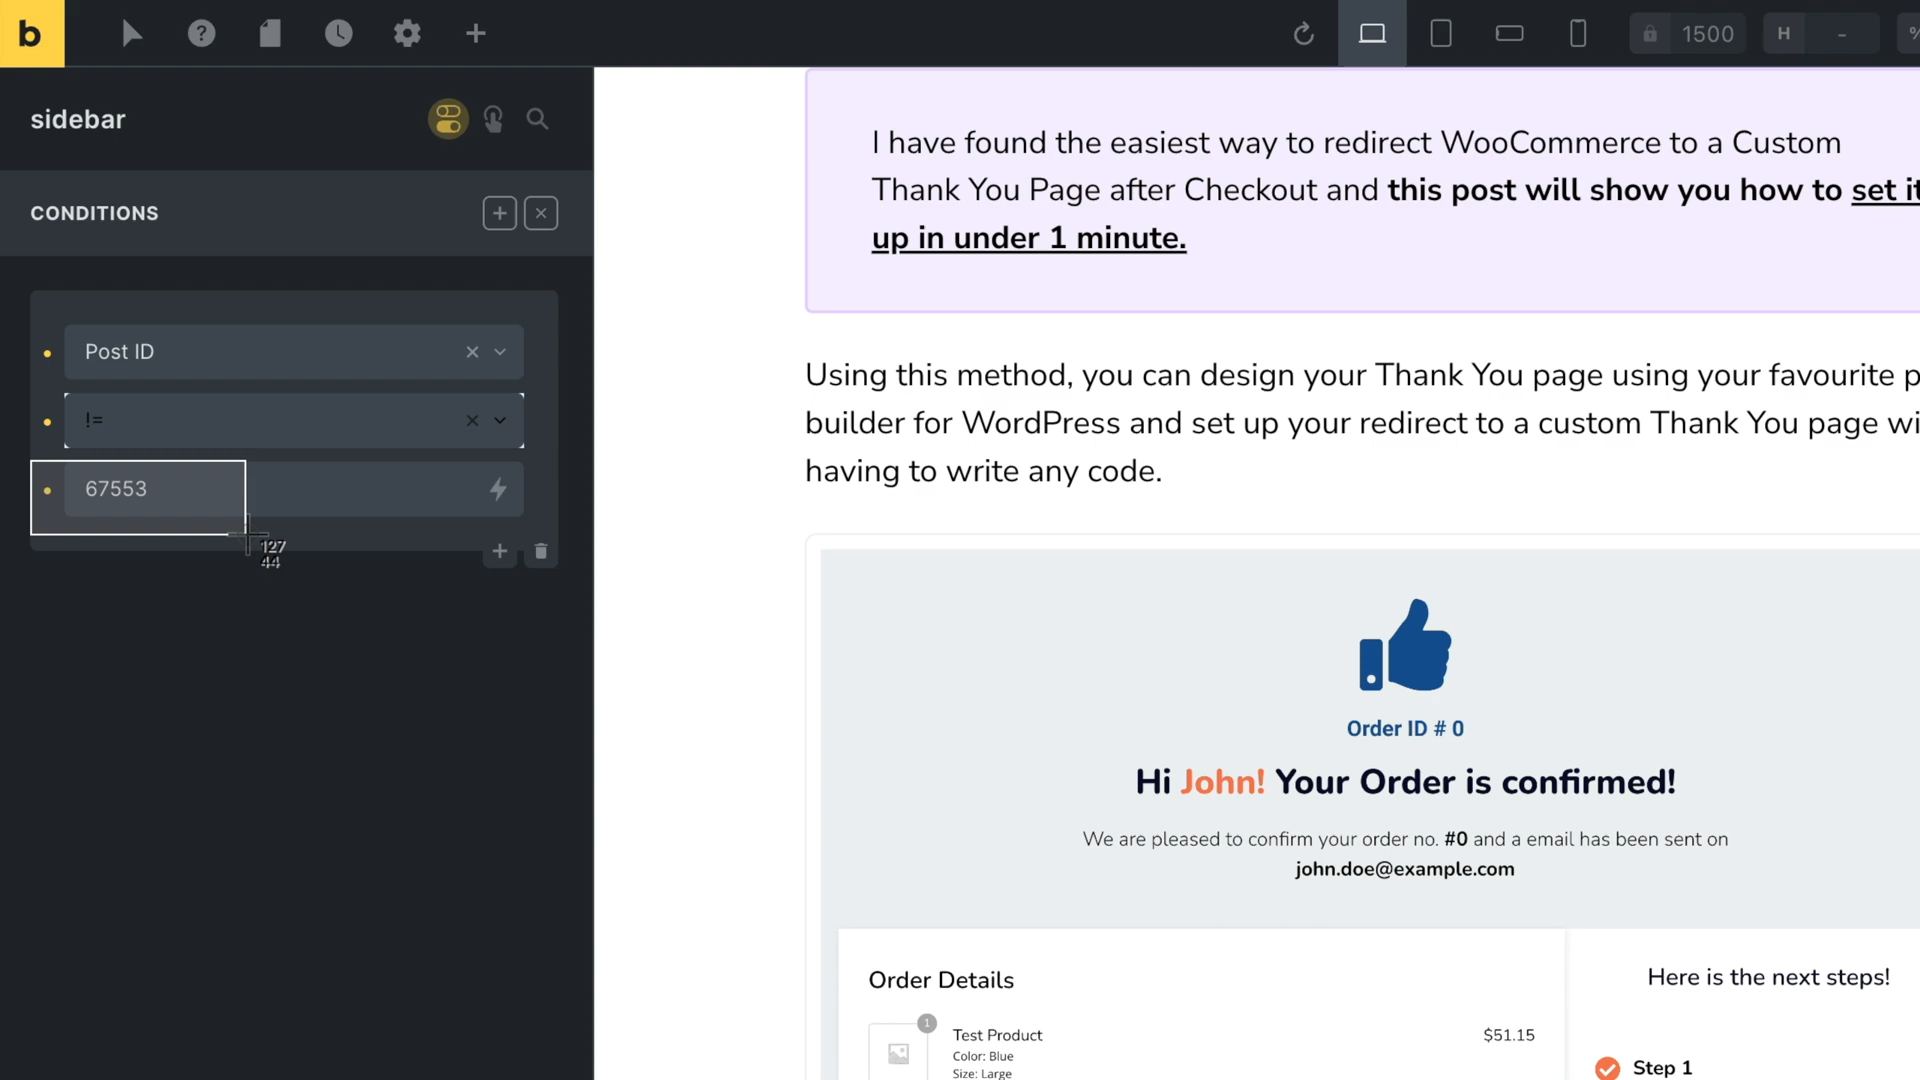 b
1500
H
-
%
sidebar
CONDITIONS
Post ID
!=
67553
127
44
I have found the easiest way to redirect WooCommerce to a Custom
Thank You Page after Checkout and this post will show you how to set it
up in under 1 minute.
Using this method, you can design your Thank You page using your favourite p
builder for WordPress and set up your redirect to a custom Thank You page wi
having to write any code.
Order ID # 0
Hi John! Your Order is confirmed!
We are pleased to confirm your order no. #0 and a email has been sent on
john.doe@example.com
Order Details
Here is the next steps!
1
Test Product
$51.15
Color: Blue
Size: Large
Step 1